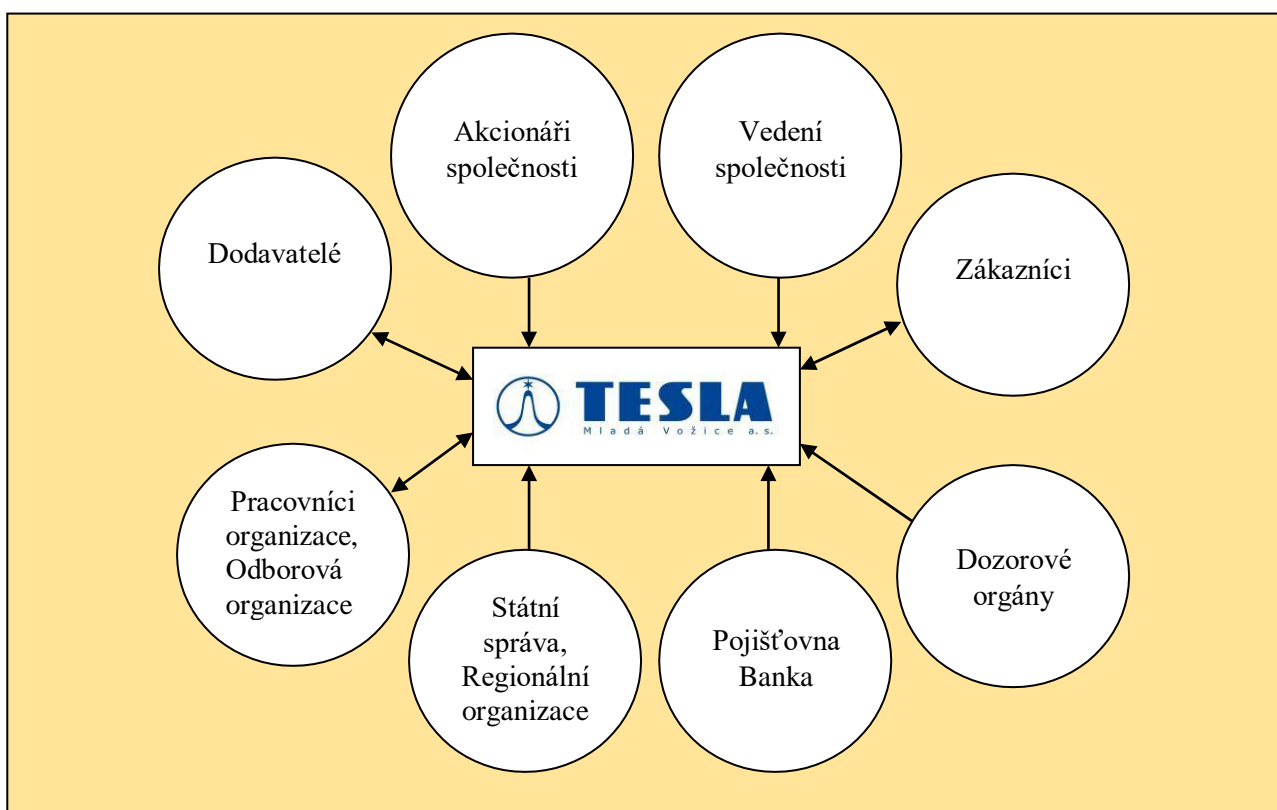 Akcionáři
společnosti
Vedení
společnosti
Dodavatelé
Zákazníci
TESLA
Mladá Vožice a.s.
Pracovníci
organizace,
Odborová
organizace
Státní
správa,
Regionální
organizace
Pojišťovna
Banka
Dozorové
orgány